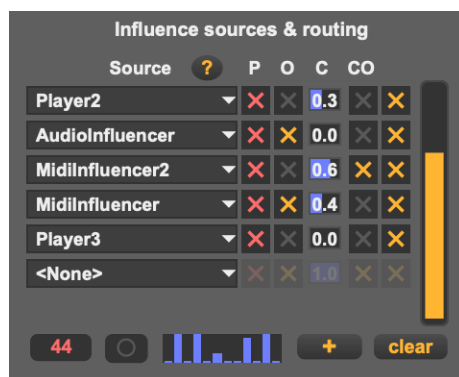 Influence sources & routing
Source ? P O C CO
Player2 0.3
AudioInfluencer 0.0
MidiInfluencer2 0.6
MidiInfluencer 0.4
Player3 0.0
<None> 1.0
44 + clear